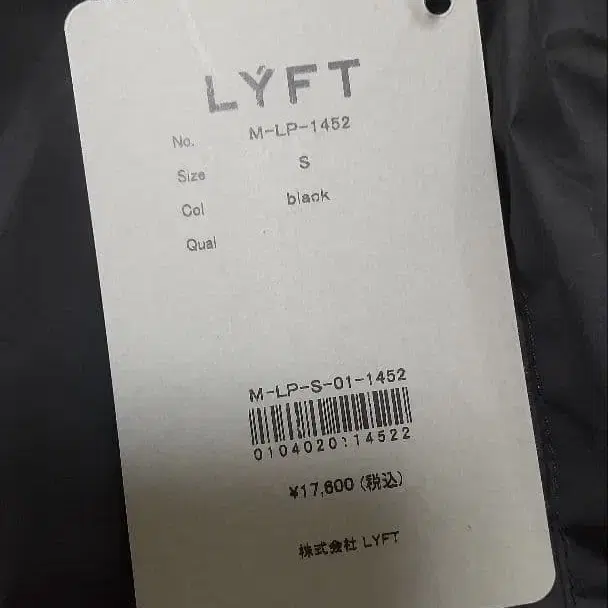 LÝFT
No. M-LP-1452
Size S
Col black
Qual
M-LP-S-01-1452
0104020114522
¥17,600 (税込)
株式会社 LYFT